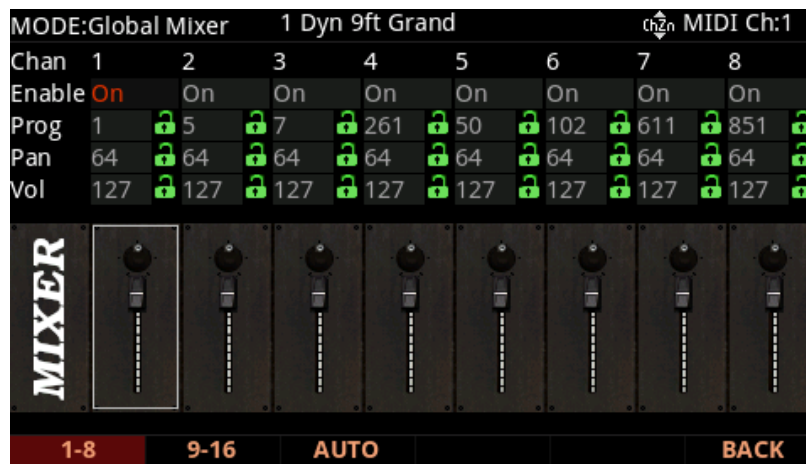 MODE:Global Mixer 1 Dyn 9ft Grand ChZn MIDI Ch:1
Chan 1 2 3 4 5 6 7 8
Enable On On On On On On On On
Prog 1 5 7 261 50 102 611 851
Pan 64 64 64 64 64 64 64 64
Vol 127 127 127 127 127 127 127 127
MIXER
1-8 9-16 AUTO BACK